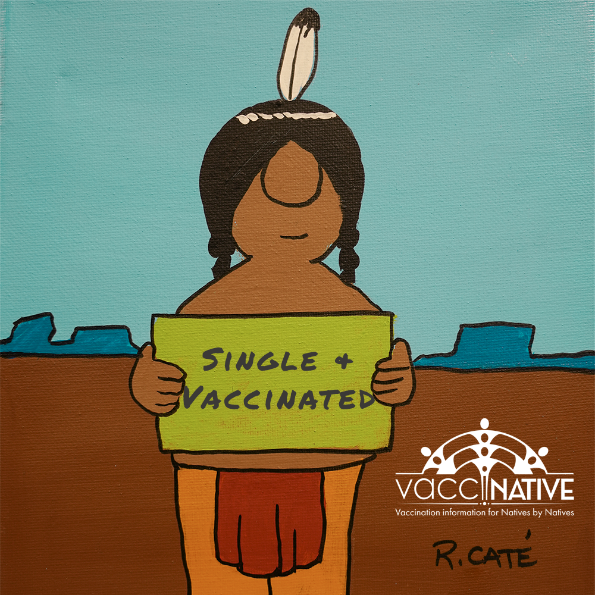 SINGLE &
VACCINATED
VACCINATIVE
Vaccination information for Natives by Natives
R. CATÉ